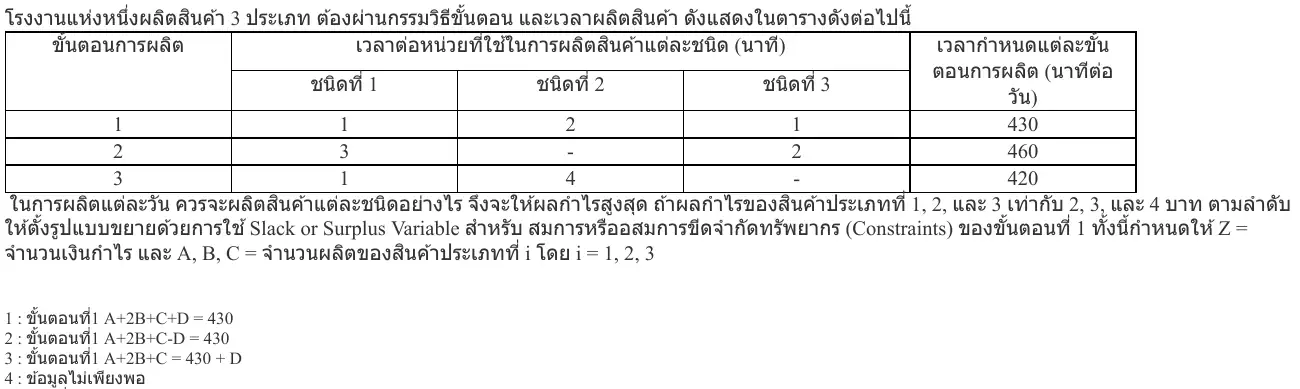 โรงงานแห่งหนึ่งผลิตสินค้า 3 ประเภท ต้องผ่านกรรมวิธีขั้นตอน และเวลาผลิตสินค้า ดังแสดงในตารางดังต่อไปนี้
ขั้นตอนการผลิต เวลาต่อหน่วยที่ใช้ในการผลิตสินค้าแต่ละชนิด (นาที) เวลากำหนดแต่ละขั้น
ตอนการผลิต (นาทีต่อ
วัน)
ชนิดที่ 1 ชนิดที่ 2 ชนิดที่ 3
1 1 2 1 430
2 3 - 2 460
3 1 4 - 420
ในการผลิตแต่ละวัน ควรจะผลิตสินค้าแต่ละชนิดอย่างไร จึงจะให้ผลกำไรสูงสุด ถ้าผลกำไรของสินค้าประเภทที่ 1, 2, และ 3 เท่ากับ 2, 3, และ 4 บาท ตามลำดับ
ให้ตั้งรูปแบบขยายด้วยการใช้ Slack or Surplus Variable สำหรับ สมการหรืออสมการขีดจำกัดทรัพยากร (Constraints) ของขั้นตอนที่ 1 ทั้งนี้กำหนดให้ Z =
จำนวนเงินกำไร และ A, B, C = จำนวนผลิตของสินค้าประเภทที่ i โดย i = 1, 2, 3
1 : ขั้นตอนที่1 A+2B+C+D = 430
2 : ขั้นตอนที่1 A+2B+C-D = 430
3 : ขั้นตอนที่1 A+2B+C = 430 + D
4 : ข้อมูลไม่เพียงพอ